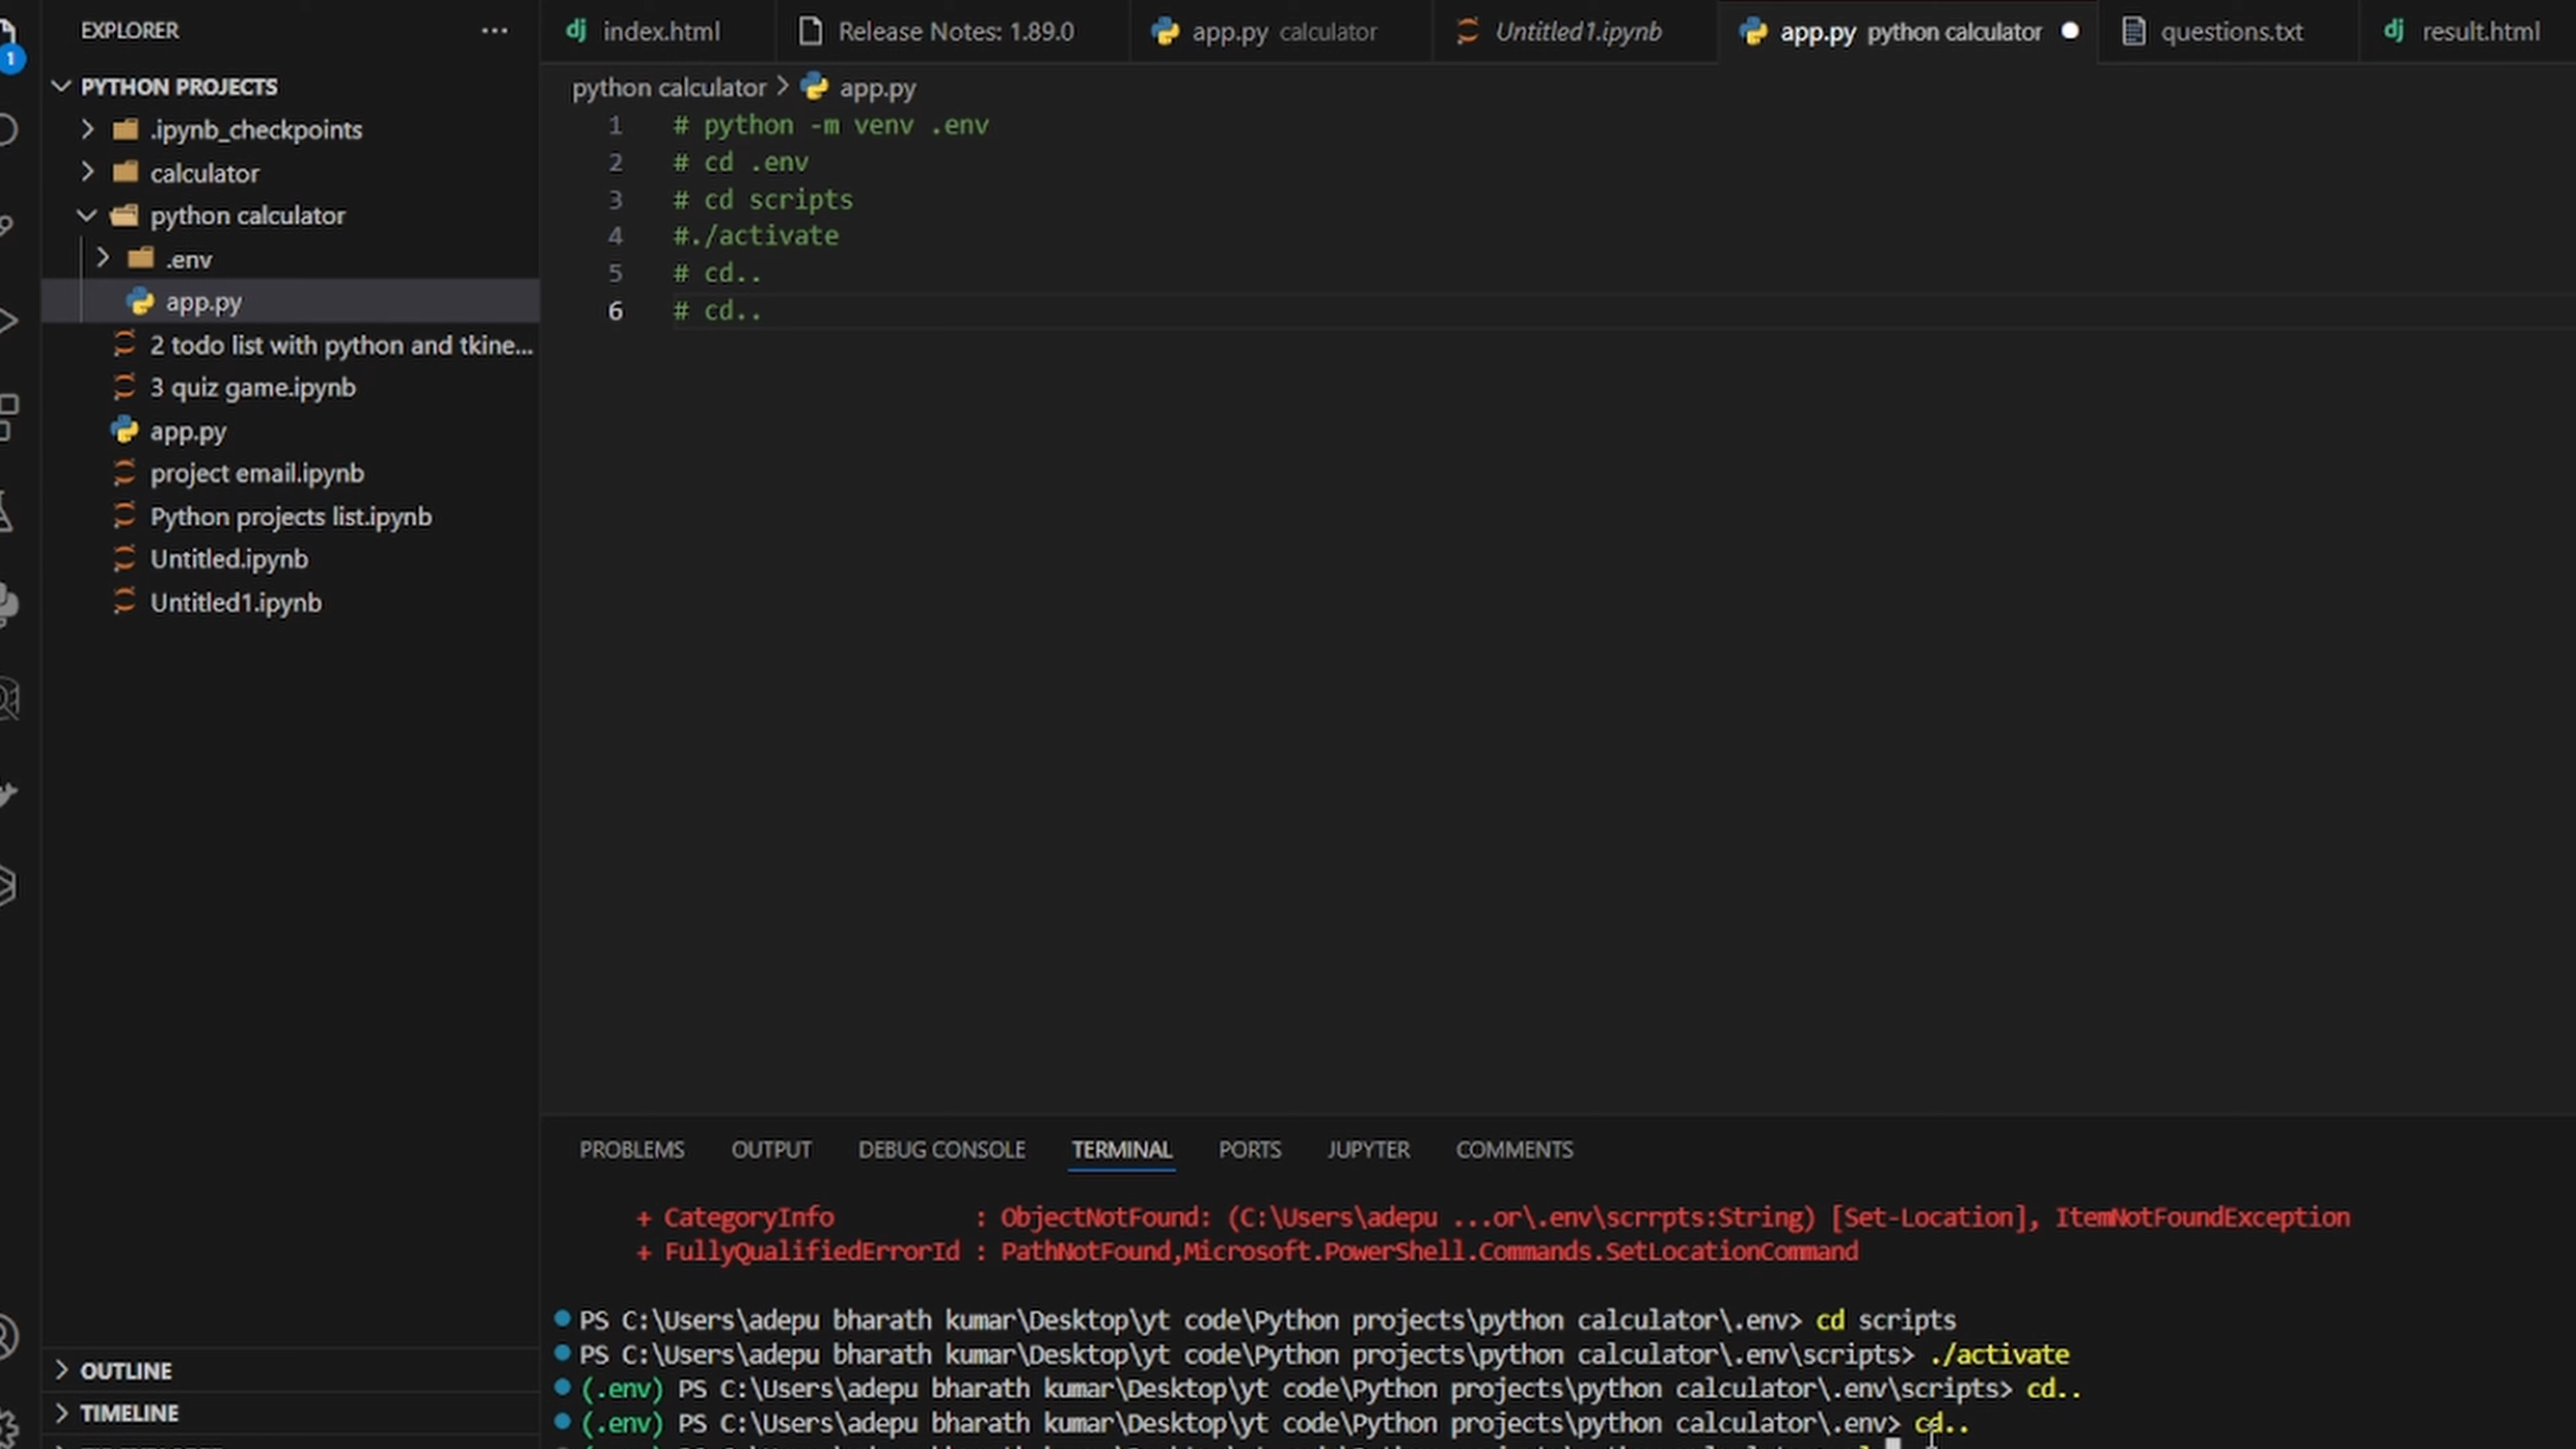 1
EXPLORER
PYTHON PROJECTS
.ipynb_checkpoints
calculator
python calculator
.env
app.py
2 todo list with python and tkine...
3 quiz game.ipynb
app.py
project email.ipynb
Python projects list.ipynb
Untitled.ipynb
Untitled1.ipynb
OUTLINE
TIMELINE
index.html Release Notes: 1.89.0 app.py calculator Untitled1.ipynb app.py python calculator questions.txt result.html
python calculator > app.py
1 # python -m venv .env
2 # cd .env
3 # cd scripts
4 #./activate
5 # cd..
6 # cd..
PROBLEMS OUTPUT DEBUG CONSOLE TERMINAL PORTS JUPYTER COMMENTS
+ CategoryInfo : ObjectNotFound: (C:\Users\adepu ...or\.env\scrrpts:String) [Set-Location], ItemNotFoundException
+ FullyQualifiedErrorId : PathNotFound,Microsoft.PowerShell.Commands.SetLocationCommand
PS C:\Users\adepu bharath kumar\Desktop\yt code\Python projects\python calculator\.env> cd scripts
PS C:\Users\adepu bharath kumar\Desktop\yt code\Python projects\python calculator\.env\scripts> ./activate
(.env) PS C:\Users\adepu bharath kumar\Desktop\yt code\Python projects\python calculator\.env\scripts> cd..
(.env) PS C:\Users\adepu bharath kumar\Desktop\yt code\Python projects\python calculator\.env> cd..